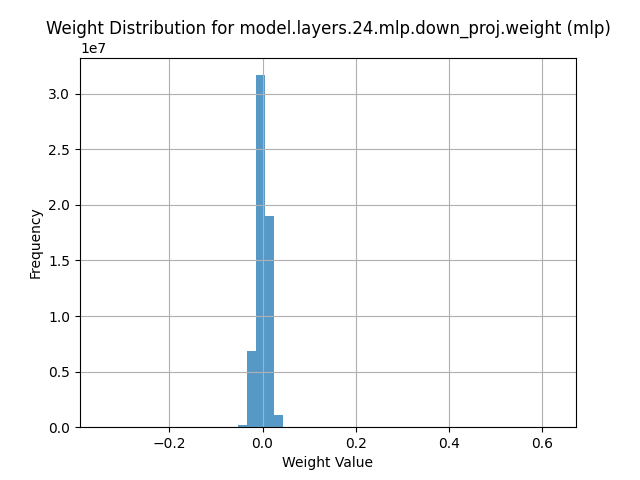 Weight Distribution for model.layers.24.mlp.down_proj.weight (mlp)
1e7
3.0
2.5
2.0
1.5
1.0
0.5
0.0
Frequency
−0.2 0.0 0.2 0.4 0.6
Weight Value